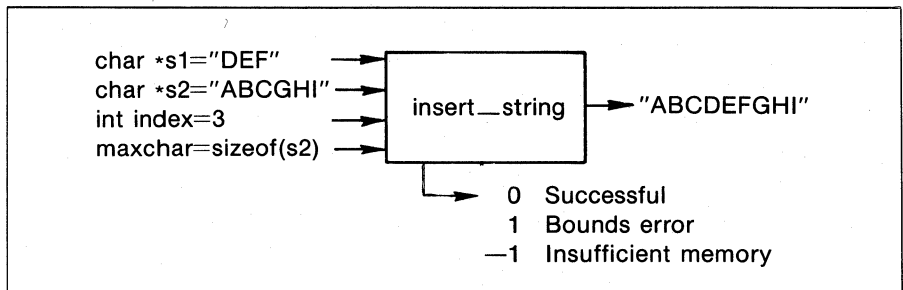 char *s1="DEF"
char *s2="ABCGHI"
int index=3
maxchar=sizeof(s2)
insert_string
"ABCDEFGHI"
0 Successful
1 Bounds error
—1 Insufficient memory